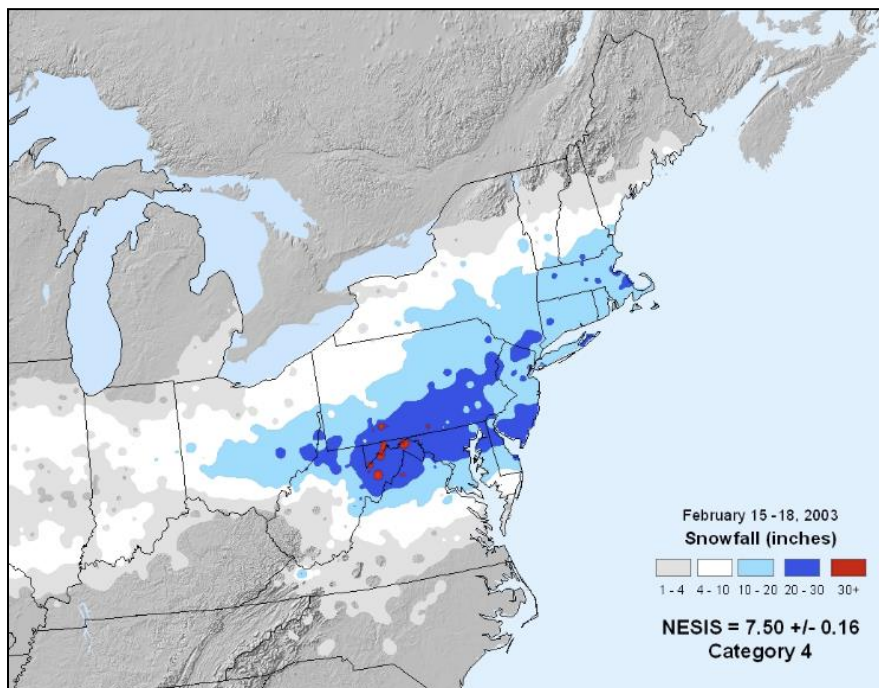 February 15 - 18, 2003
Snowfall (inches)
1 - 4 4 - 10 10 - 20 20 - 30 30+
NESIS = 7.50 +/- 0.16
Category 4